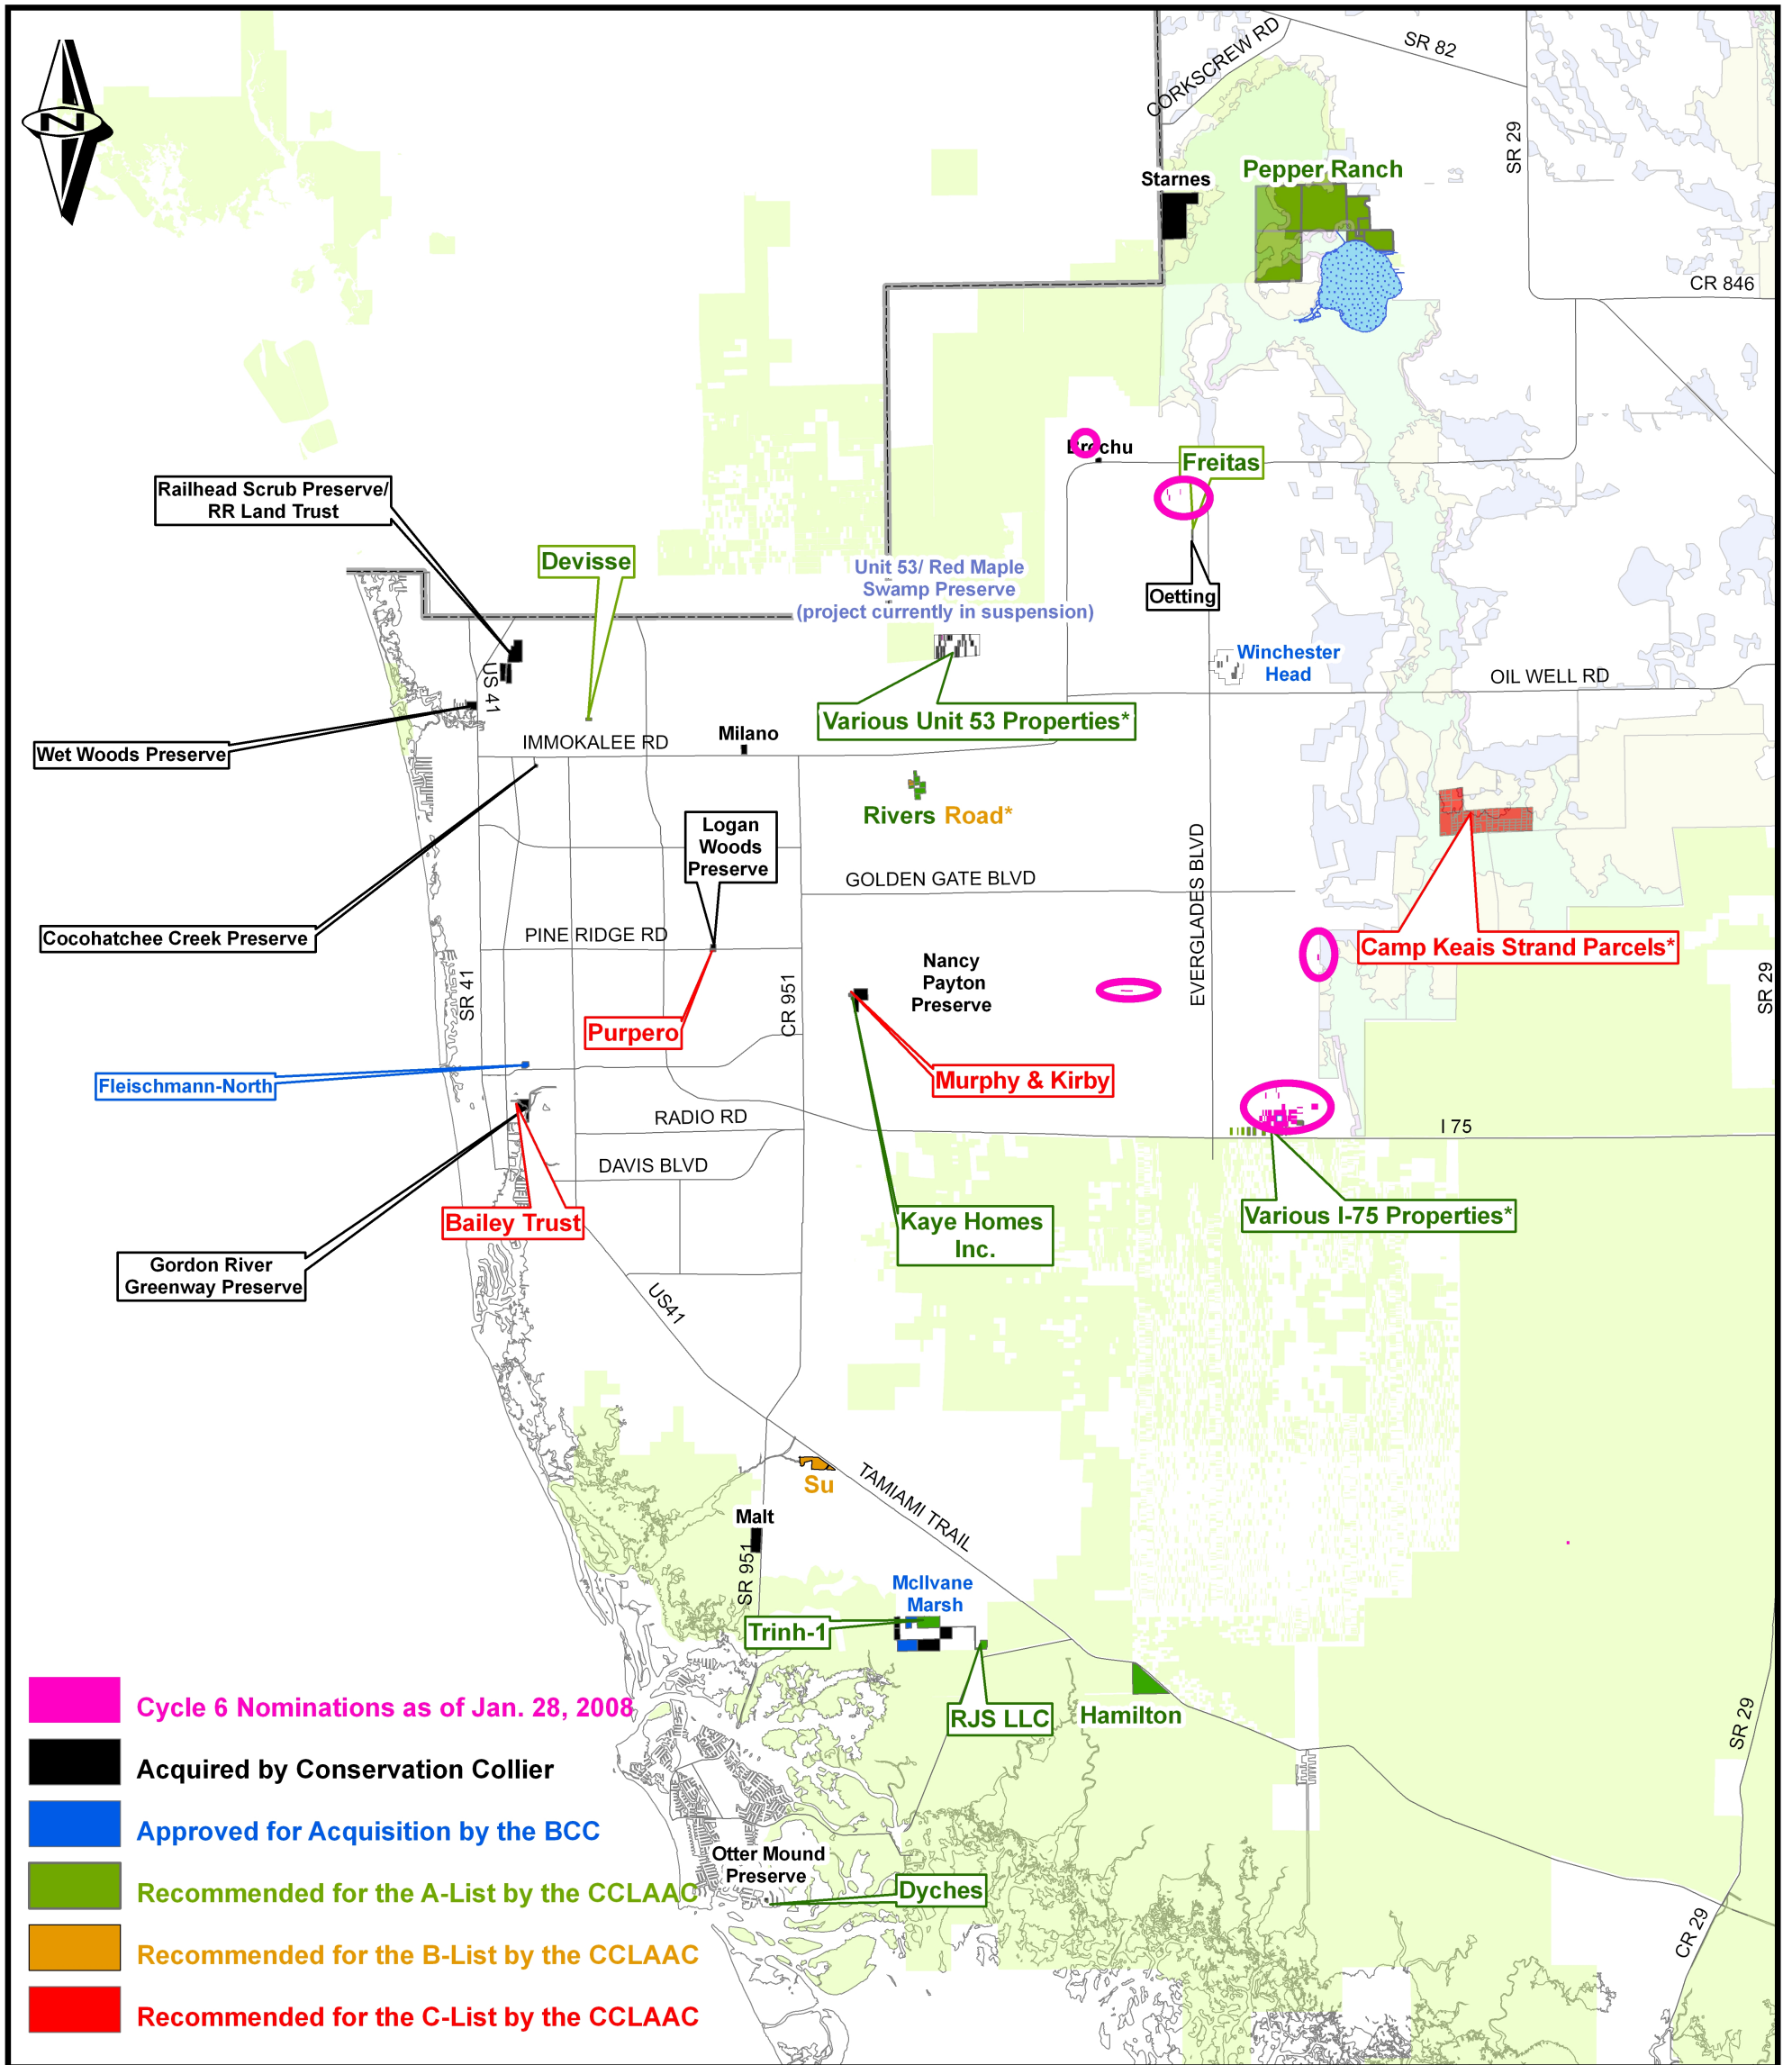 N
CORKSCREW RD
SR 82
SR 29
Starnes
Pepper Ranch
CR 846
Brochu
Freitas
Railhead Scrub Preserve/
RR Land Trust
Devisse
Unit 53/ Red Maple
Swamp Preserve
(project currently in suspension)
Oetting
Winchester
Head
US 41
OIL WELL RD
Various Unit 53 Properties*
Wet Woods Preserve
IMMOKALEE RD
Milano
Rivers Road*
Logan
Woods
Preserve
GOLDEN GATE BLVD
EVERGLADES BLVD
Cocohatchee Creek Preserve
PINE RIDGE RD
Camp Keais Strand Parcels*
Nancy
Payton
Preserve
SR 41
CR 951
SR 29
Purpero
Fleischmann-North
Murphy & Kirby
RADIO RD
I 75
DAVIS BLVD
Bailey Trust
Kaye Homes
Inc.
Various I-75 Properties*
Gordon River
Greenway Preserve
US41
Su
TAMIAMI TRAIL
Malt
SR 951
McIlvane
Marsh
Trinh-1
RJS LLC
Hamilton
SR 29
Cycle 6 Nominations as of Jan. 28, 2008
Acquired by Conservation Collier
Approved for Acquisition by the BCC
Otter Mound
Preserve
Dyches
CR 29
Recommended for the A-List by the CCLAAC
Recommended for the B-List by the CCLAAC
Recommended for the C-List by the CCLAAC